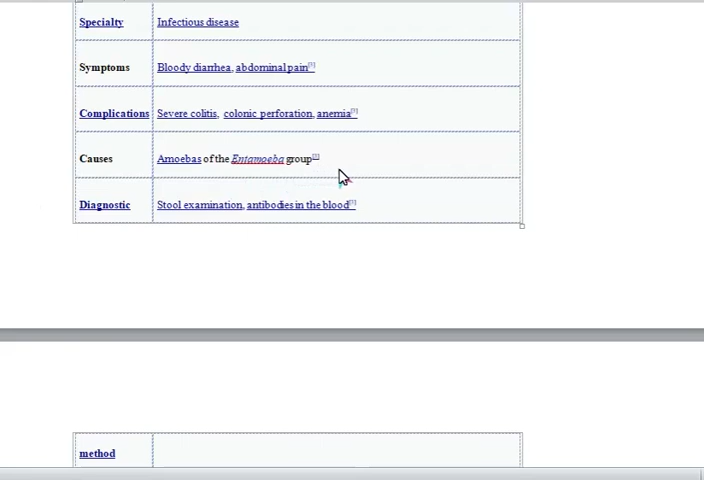 Specialty Infectious disease
Symptoms Bloody diarrhea, abdominal pain
Complications Severe colitis, colonic perforation, anemia
Causes Amoebas of the Entamoeba group
Diagnostic Stool examination, antibodies in the blood
method